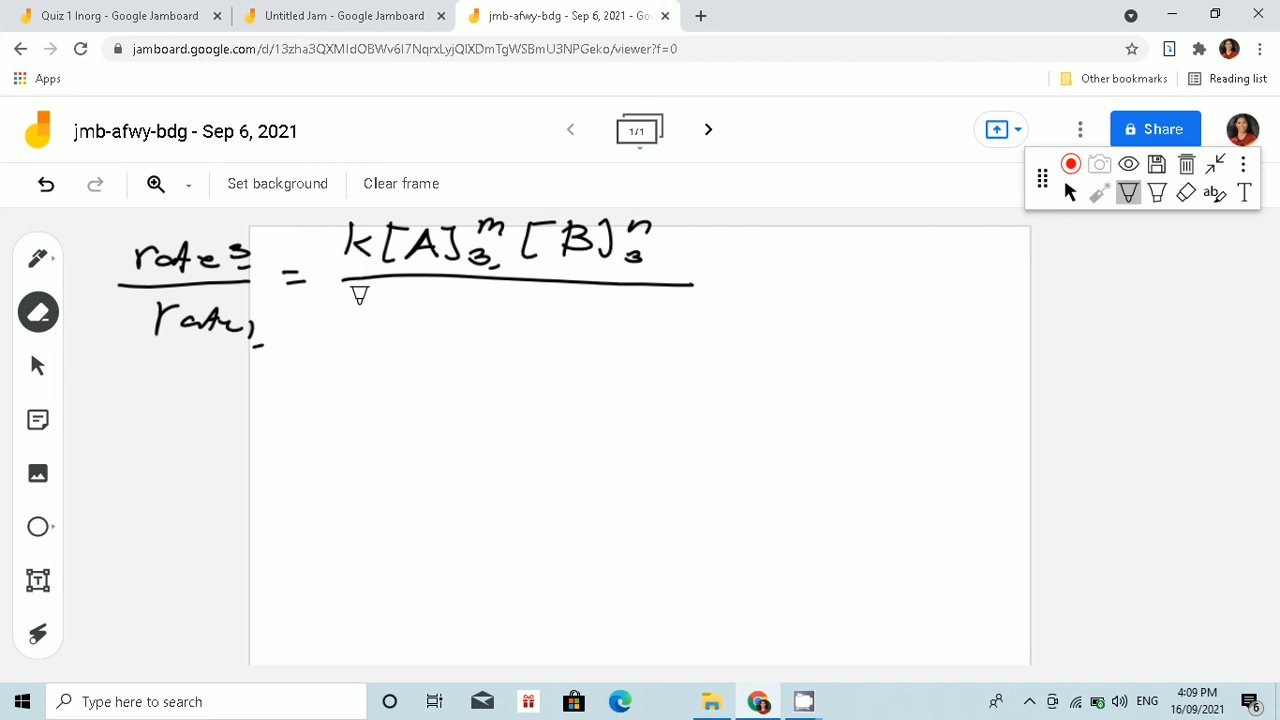 Quiz 1 Inorg - Google Jamboard
Untitled Jam - Google Jamboard
jmb-afwy-bdg - Sep 6, 2021 - Go
jamboard.google.com/d/13zha3QXMIdOBWv6I7NqrxLyjQlXDmTgWSBmU3NPGeko/viewer?f=0
Apps
Other bookmarks
Reading list
jmb-afwy-bdg - Sep 6, 2021
1/1
Share
Set background
Clear frame
rate3 / rate1 = k[A]3^m [B]3^n
Type here to search
ENG
4:09 PM
16/09/2021
6